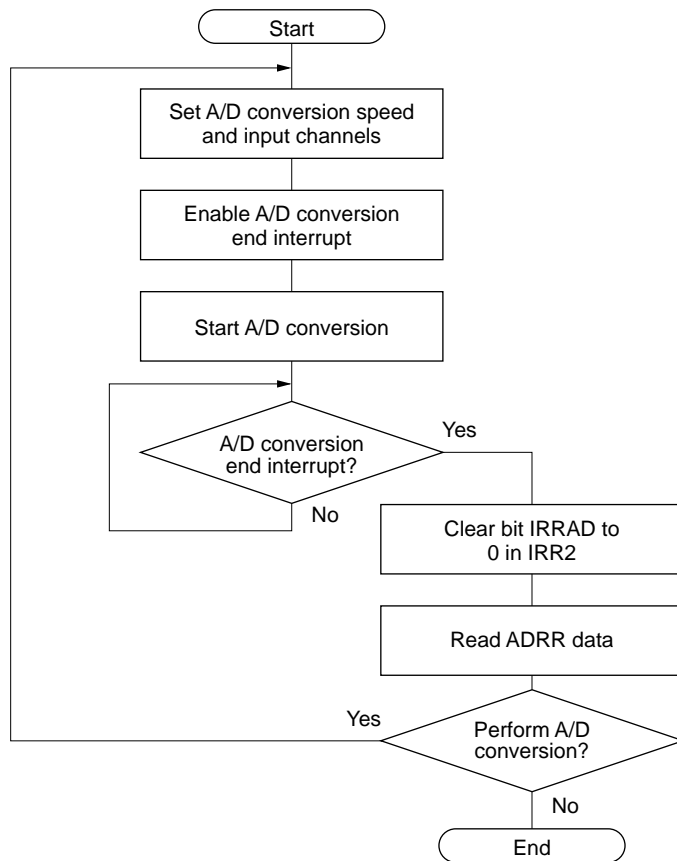 Start
Set A/D conversion speed
and input channels
Enable A/D conversion
end interrupt
Start A/D conversion
A/D conversion
end interrupt?
Yes
No
Clear bit IRRAD to
0 in IRR2
Read ADRR data
Perform A/D
conversion?
Yes
No
End